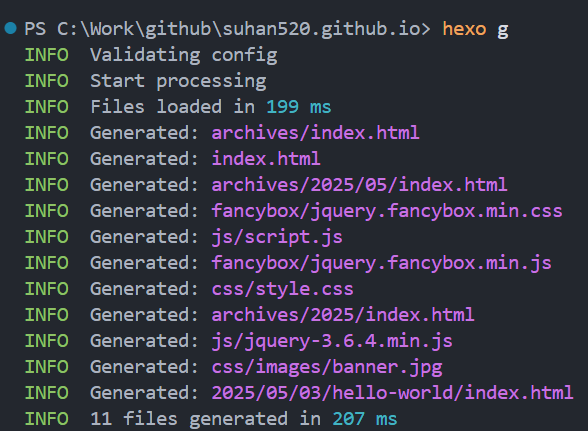 PS C:\Work\github\suhan520.github.io> hexo g
INFO  Validating config
INFO  Start processing
INFO  Files loaded in 199 ms
INFO  Generated: archives/index.html
INFO  Generated: index.html
INFO  Generated: archives/2025/05/index.html
INFO  Generated: fancybox/jquery.fancybox.min.css
INFO  Generated: js/script.js
INFO  Generated: fancybox/jquery.fancybox.min.js
INFO  Generated: css/style.css
INFO  Generated: archives/2025/index.html
INFO  Generated: js/jquery-3.6.4.min.js
INFO  Generated: css/images/banner.jpg
INFO  Generated: 2025/05/03/hello-world/index.html
INFO  11 files generated in 207 ms